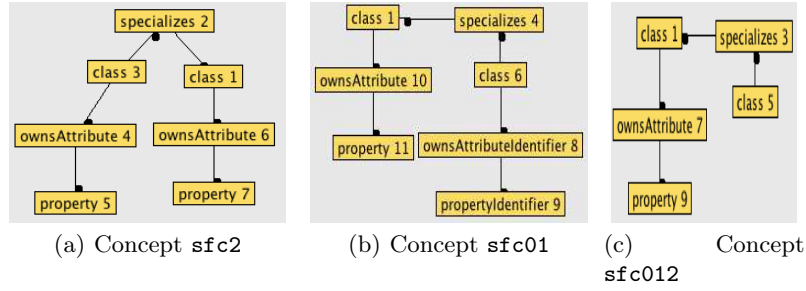 specializes 2
class 3
class 1
ownsAttribute 4
ownsAttribute 6
property 5
property 7
(a) Concept sfc2
class 1
specializes 4
ownsAttribute 10
class 6
property 11
ownsAttributeIdentifier 8
propertyIdentifier 9
(b) Concept sfc01
class 1
specializes 3
class 5
ownsAttribute 7
property 9
(c) Concept
sfc012